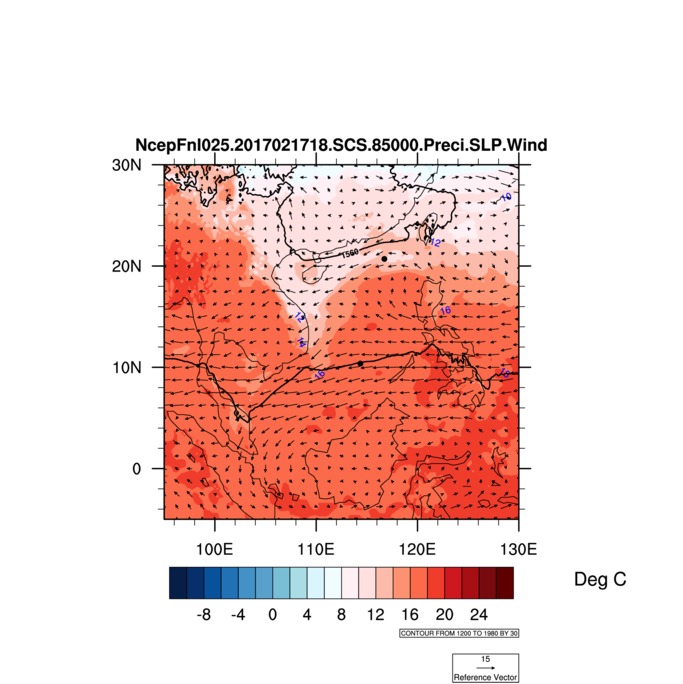 NcepFnl025.2017021718.SCS.85000.Preci.SLP.Wind
30N
20N
10N
0
100E
110E
120E
130E
10
12
1560
12
14
16
16
-8
-4
0
4
8
12
16
20
24
Deg C
CONTOUR FROM 1200 TO 1980 BY 30
15
Reference Vector